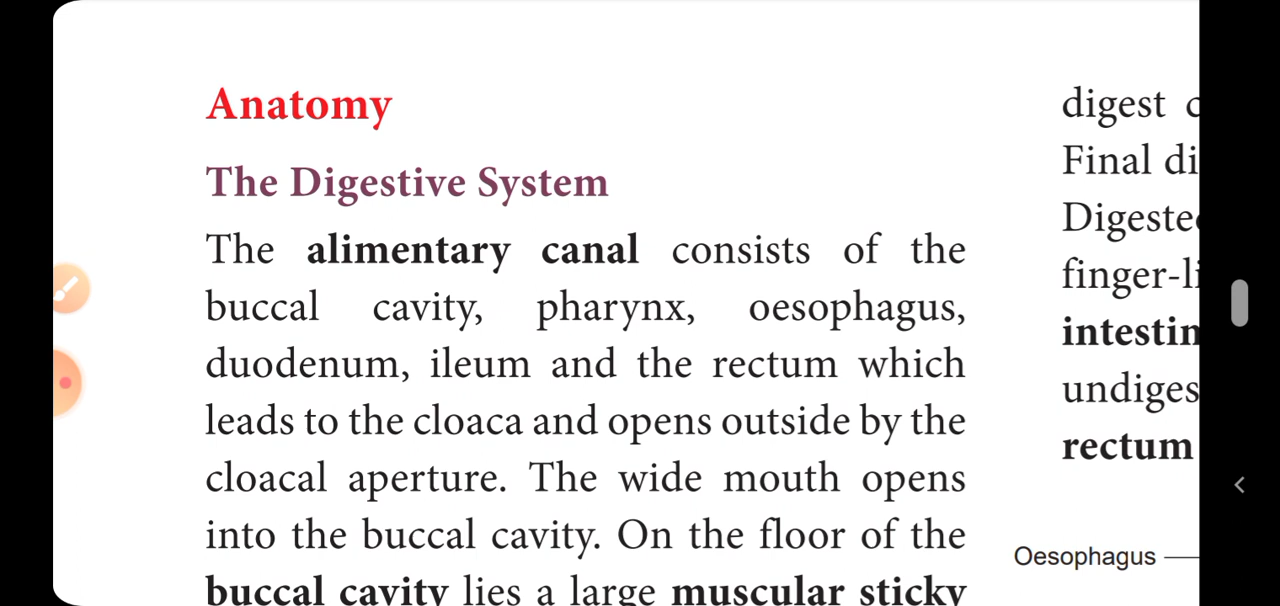 Anatomy
The Digestive System
The alimentary canal consists of the
buccal cavity, pharynx, oesophagus,
duodenum, ileum and the rectum which
leads to the cloaca and opens outside by the
cloacal aperture. The wide mouth opens
into the buccal cavity. On the floor of the
buccal cavity lies a large muscular sticky
digest
Final
undiges
rectum
Oesophagus